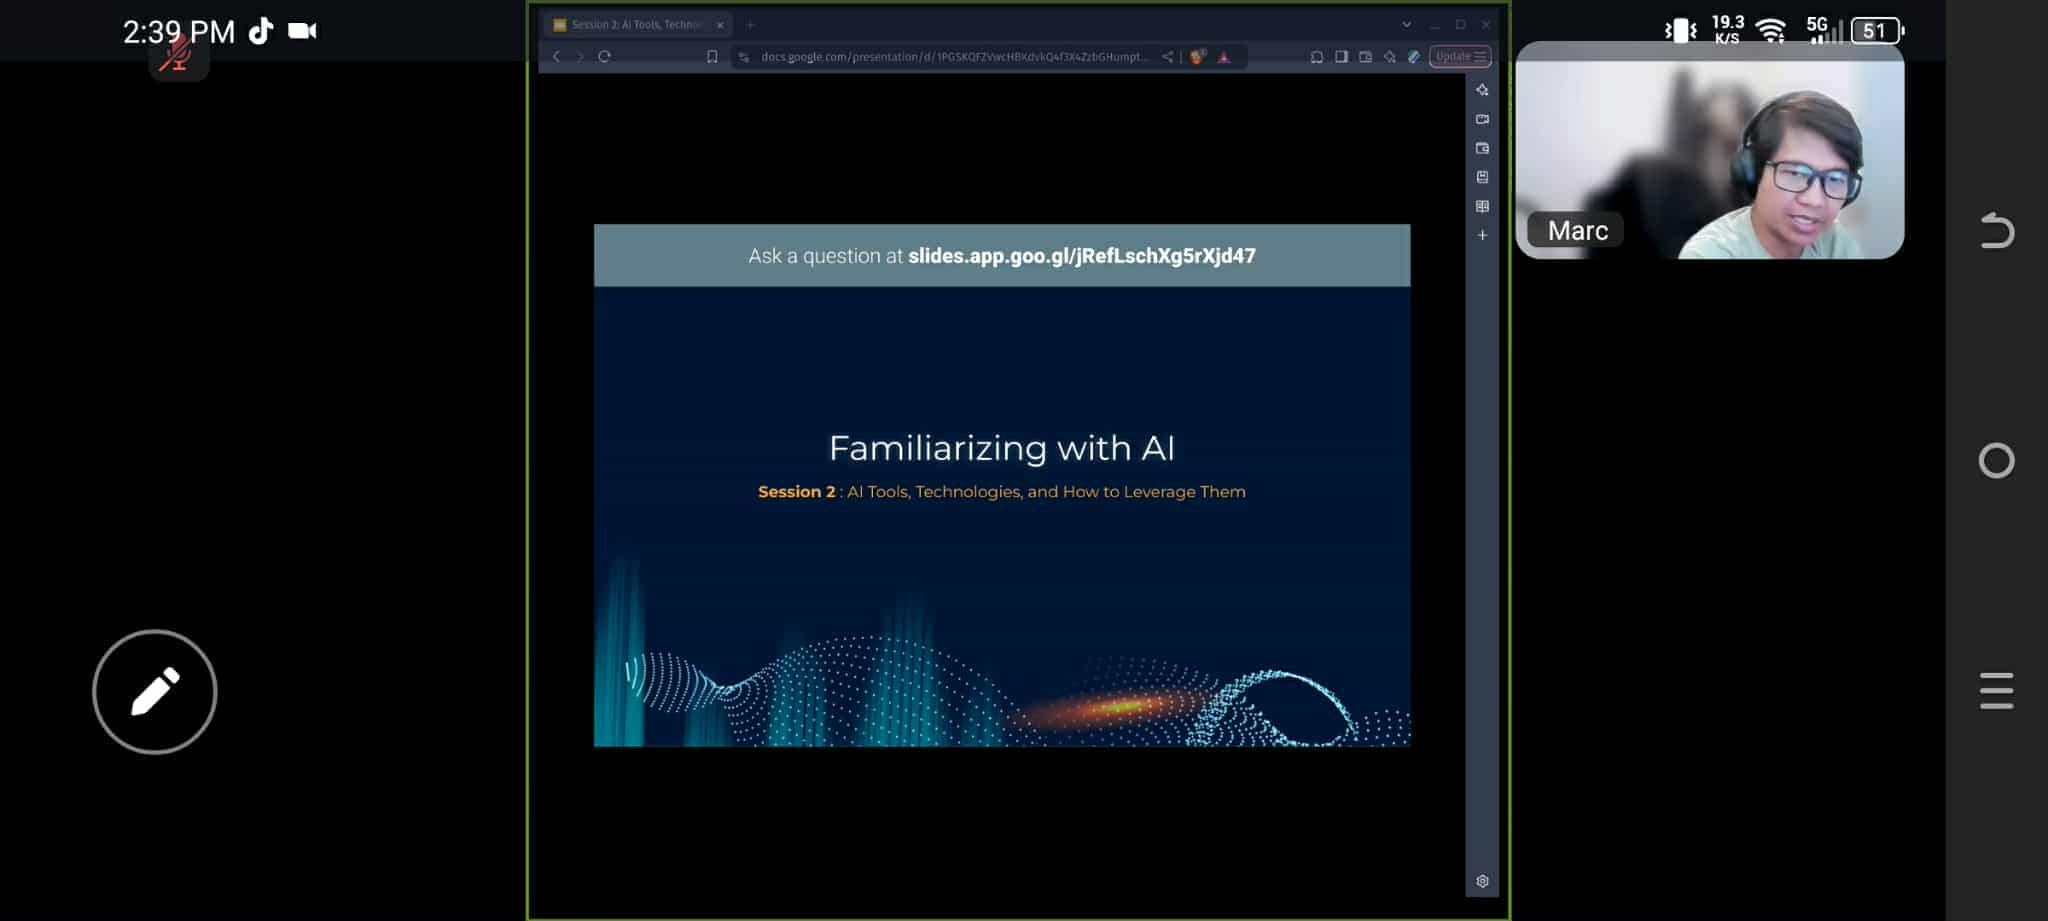 2:39 PM
19.3
K/S
5G
51
Session 2: AI Tools, Techno
docs.google.com/presentation/d/
Update
Marc
Ask a question at slides.app.goo.gl/jRefLschXg5rXjd47
Familiarizing with AI
Session 2 : AI Tools, Technologies, and How to Leverage Them